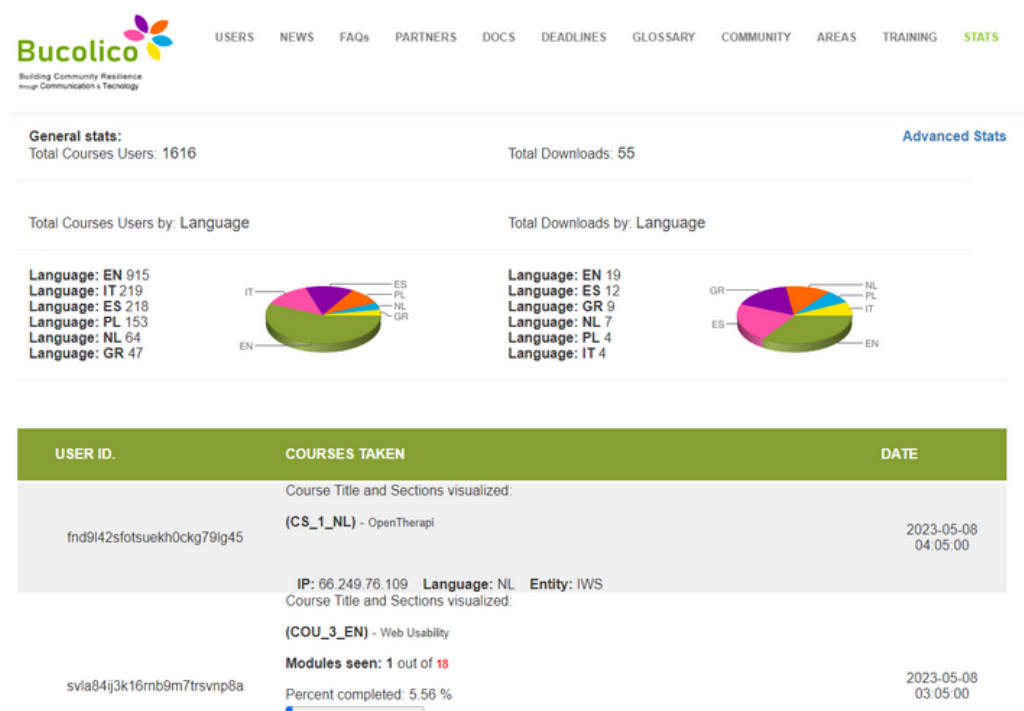 Bucolico
Building Community Resilience
through Communication & Tecnology
USERS NEWS FAQs PARTNERS DOCS DEADLINES GLOSSARY COMMUNITY AREAS TRAINING STATS
General stats:
Advanced Stats
Total Courses Users: 1616
Total Downloads: 55
Total Courses Users by: Language
Total Downloads by: Language
Language: EN 915
Language: IT 219
Language: ES 218
Language: PL 153
Language: NL 64
Language: GR 47
IT
ES
PL
NL
GR
EN
Language: EN 19
Language: ES 12
Language: GR 9
Language: NL 7
Language: PL 4
Language: IT 4
GR
NL
PL
IT
ES
EN
USER ID. COURSES TAKEN DATE
Course Title and Sections visualized:
(CS_1_NL) - OpenTherapi
fnd9l42sfotsuekh0ckg79lg45
2023-05-08
04:05:00
IP: 66.249.76.109 Language: NL Entity: IWS
Course Title and Sections visualized:
(COU_3_EN) - Web Usability
Modules seen: 1 out of 18
svla84ij3k16rnb9m7trsvnp8a
2023-05-08
03:05:00
Percent completed: 5.56 %